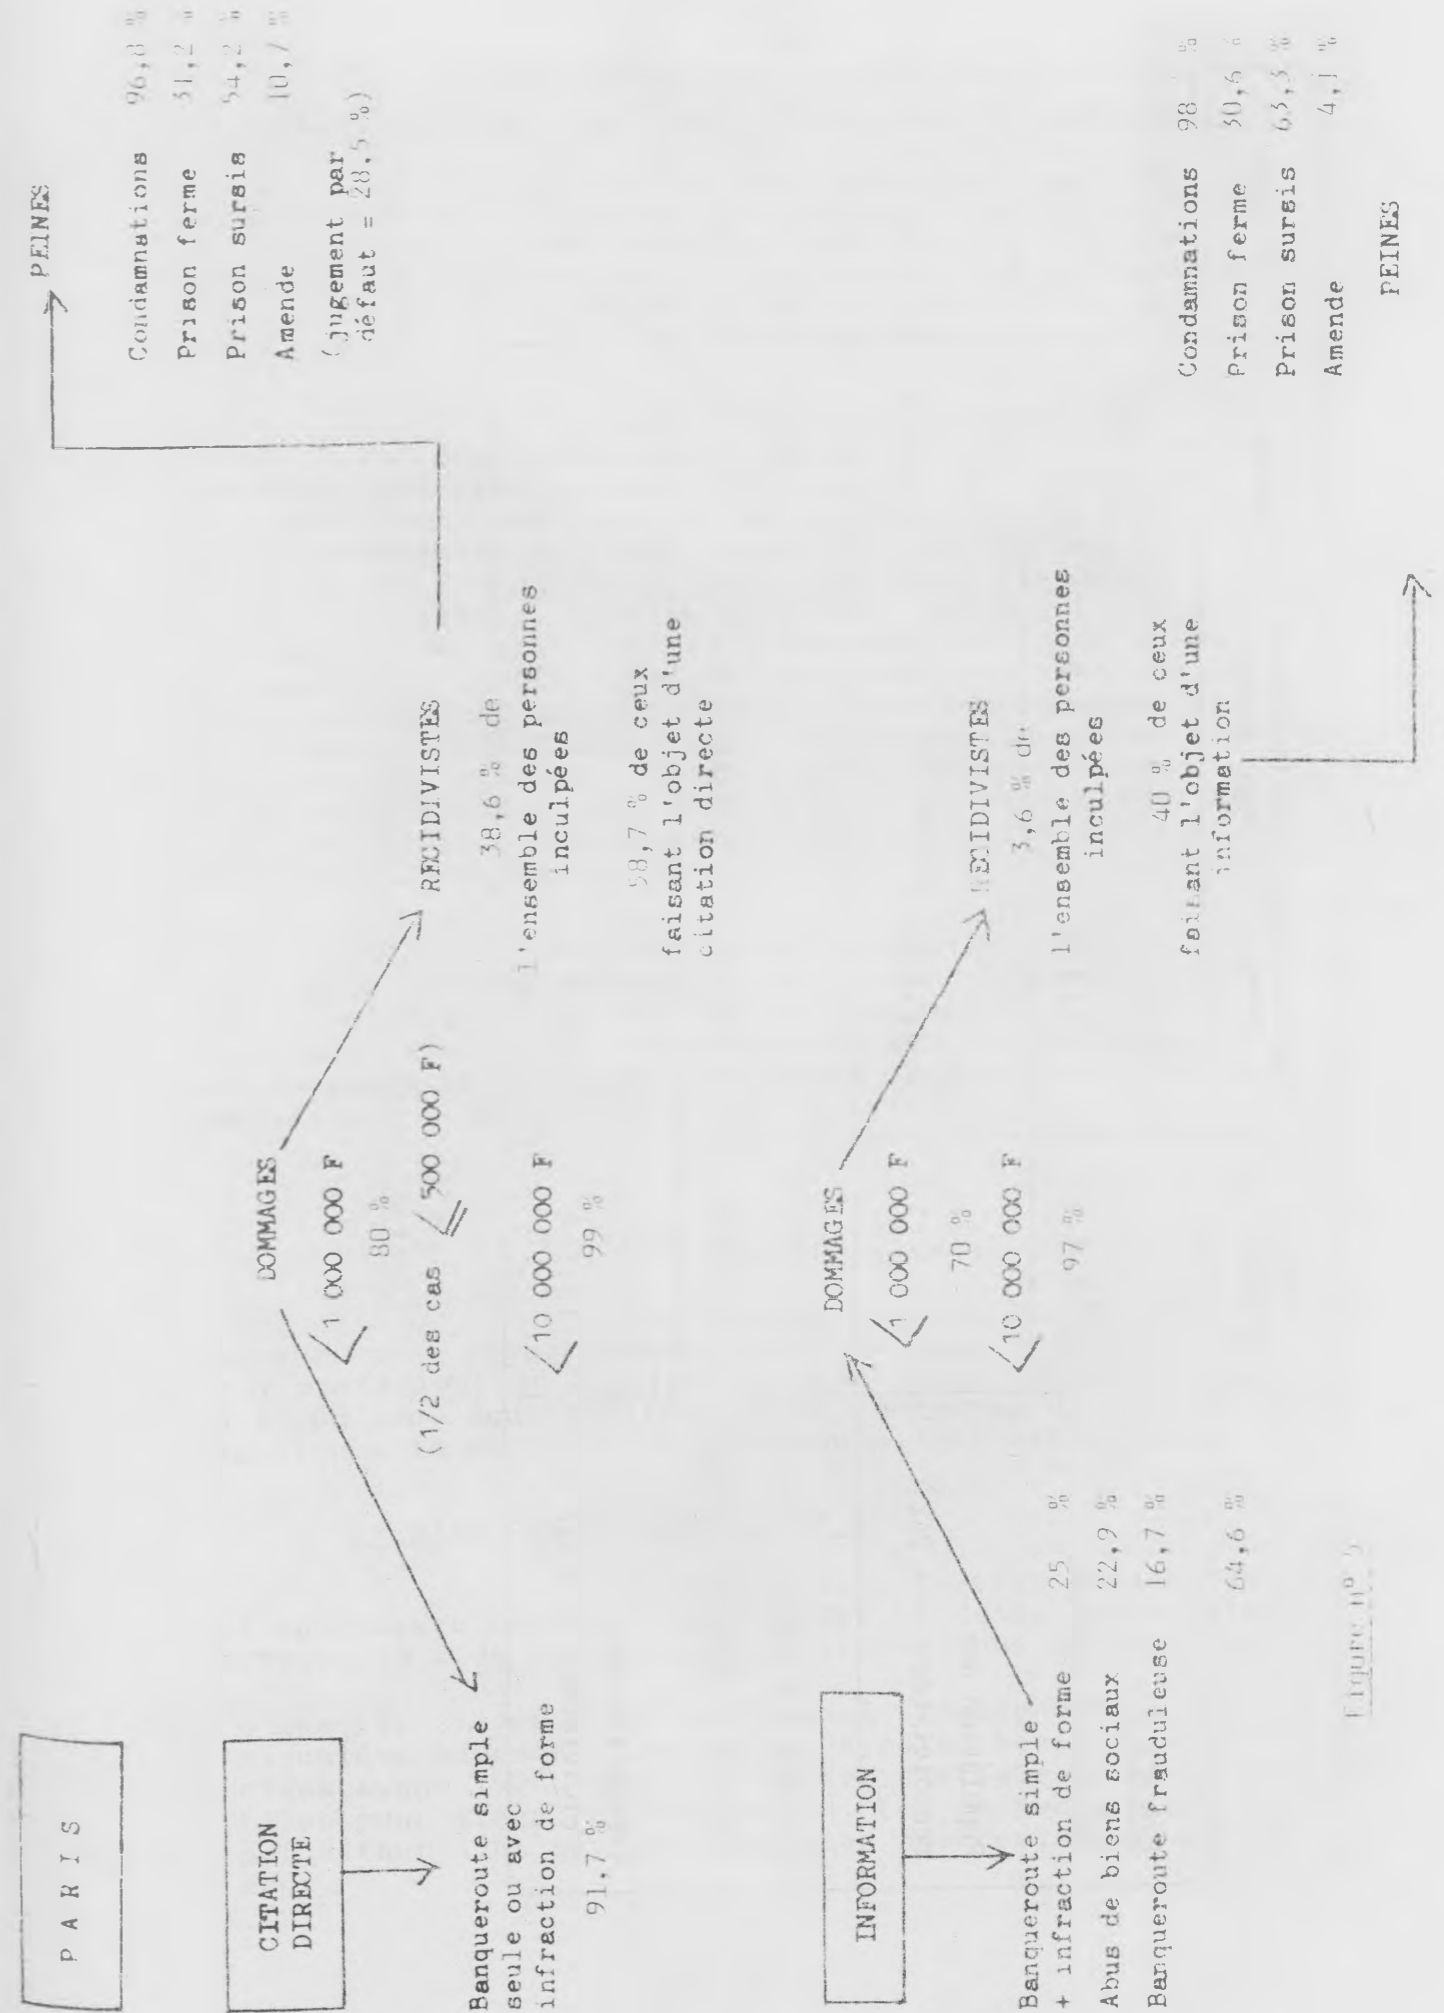 PARIS
CITATION
DIRECTE
Banqueroute simple
seule ou avec
infraction de forme
91,7 %
DOMMAGES
<1 000 000 F
80 %
(1/2 des cas ≤500 000 F)
<10 000 000 F
99 %
RECIDIVISTES
38,6 % de
l'ensemble des personnes
inculpées
98,7 % de ceux
faisant l'objet d'une
citation directe
PEINES
Condamnations 96,8 %
Prison ferme 31,2 %
Prison sursis 54,2 %
Amende 10,7 %
(jugement par
défaut = 28,5 %)
INFORMATION
Banqueroute simple
+ infraction de forme 25 %
Abus de biens sociaux 22,9 %
Banqueroute frauduleuse 16,7 %
64,6 %
DOMMAGES
<1 000 000 F
70 %
<10 000 000 F
97 %
RECIDIVISTES
3,6 % de
l'ensemble des personnes
inculpées
40 % de ceux
faisant l'objet d'une
information
Condamnations 98 %
Prison ferme 30,6 %
Prison sursis 63,3 %
Amende 4,1 %
PEINES
Figure n° 5